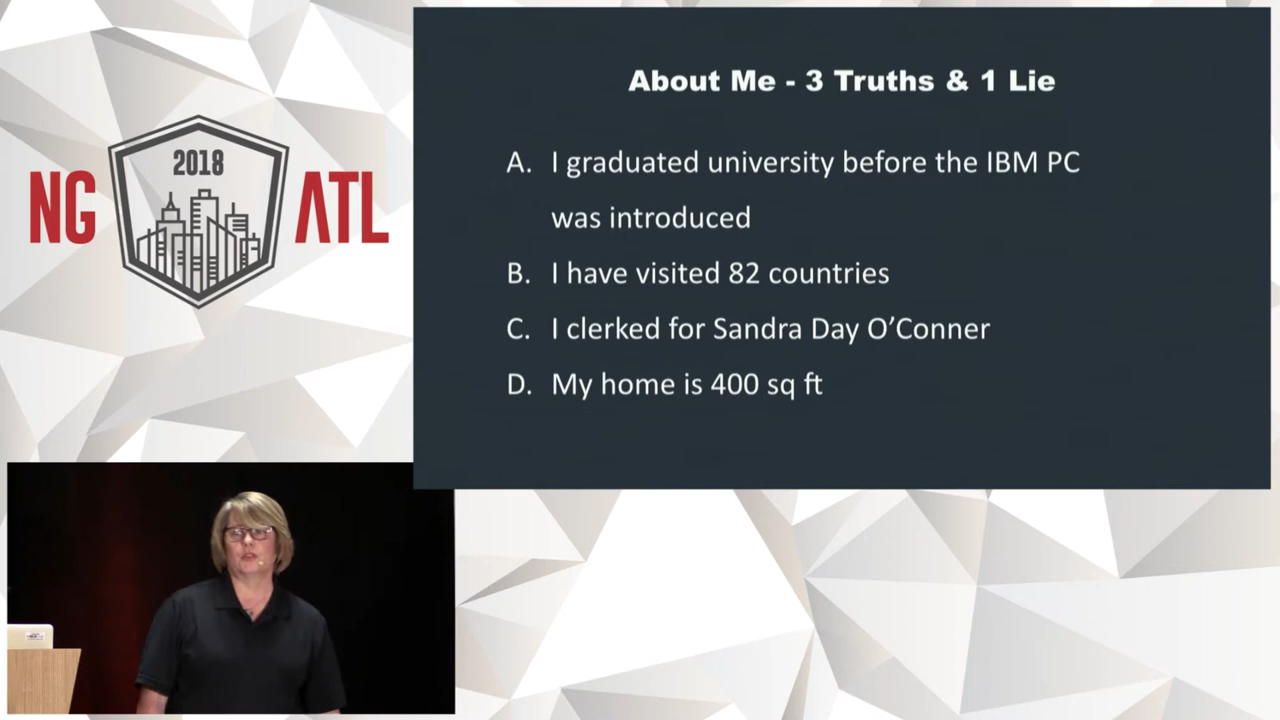 NG
2018
ATL
About Me - 3 Truths & 1 Lie
A. I graduated university before the IBM PC
was introduced
B. I have visited 82 countries
C. I clerked for Sandra Day O’Conner
D. My home is 400 sq ft